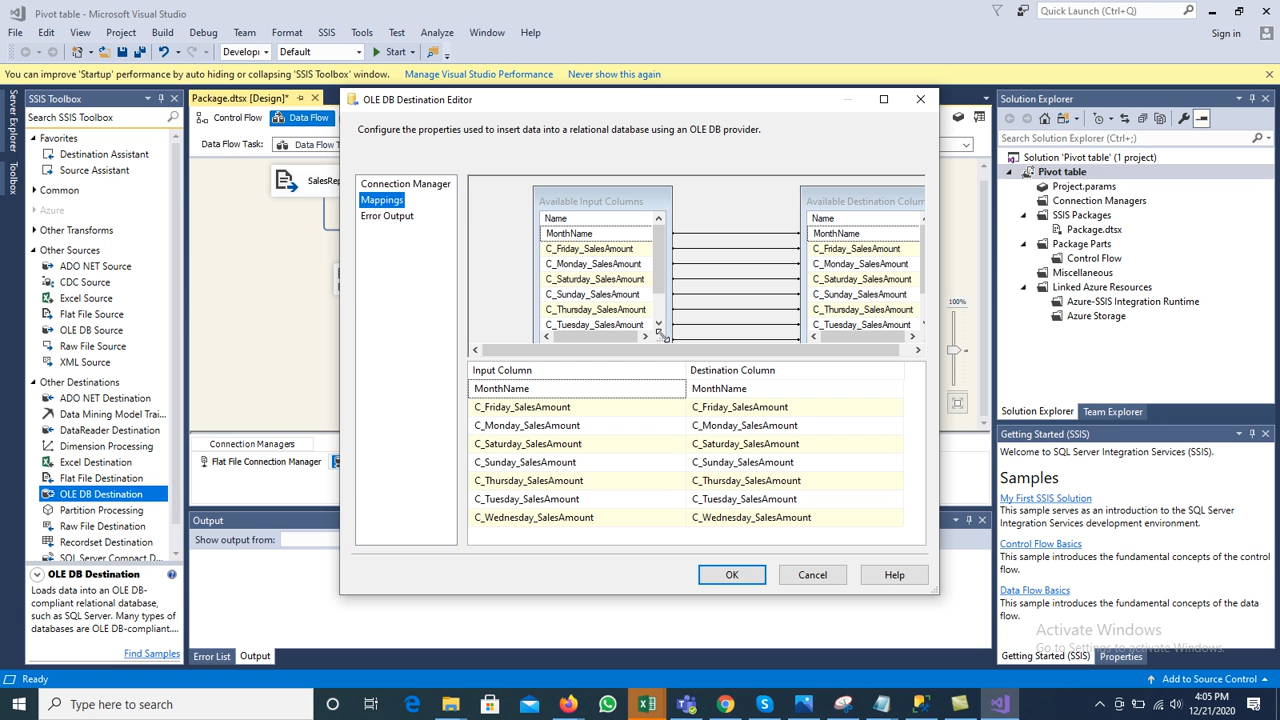 Pivot table - Microsoft Visual Studio
Quick Launch (Ctrl+Q)
File Edit View Project Build Debug Team Format SSIS Tools Test Analyze Window Help
Sign in
Developi Default Start
You can improve 'Startup' performance by auto hiding or collapsing 'SSIS Toolbox' window. Manage Visual Studio Performance Never show this again
Server Explorer
Toolbox
SSIS Toolbox
Search SSIS Toolbox
Favorites
Destination Assistant
Source Assistant
Common
Azure
Other Transforms
Other Sources
ADO NET Source
CDC Source
Excel Source
Flat File Source
OLE DB Source
Raw File Source
XML Source
Other Destinations
ADO NET Destination
Data Mining Model Trai...
DataReader Destination
Dimension Processing
Excel Destination
Flat File Destination
OLE DB Destination
Partition Processing
Raw File Destination
Recordset Destination
SQL Server Compact D...
OLE DB Destination
Loads data into an OLE DB-
compliant relational database,
such as SQL Server. Many types of
databases are OLE DB-compliant....
Find Samples
Package.dtsx [Design]*
Control Flow Data Flow
Data Flow Task: Data Flow T
SalesRep
100%
Connection Managers
Flat File Connection Manager
Output
Show output from:
Error List Output
OLE DB Destination Editor
Configure the properties used to insert data into a relational database using an OLE DB provider.
Connection Manager
Mappings
Error Output
Available Input Columns
Name
MonthName
C_Friday_SalesAmount
C_Monday_SalesAmount
C_Saturday_SalesAmount
C_Sunday_SalesAmount
C_Thursday_SalesAmount
C_Tuesday_SalesAmount
Available Destination Colum
Name
MonthName
C_Friday_SalesAmount
C_Monday_SalesAmount
C_Saturday_SalesAmount
C_Sunday_SalesAmount
C_Thursday_SalesAmount
C_Tuesday_SalesAmount
Input Column Destination Column
MonthName MonthName
C_Friday_SalesAmount C_Friday_SalesAmount
C_Monday_SalesAmount C_Monday_SalesAmount
C_Saturday_SalesAmount C_Saturday_SalesAmount
C_Sunday_SalesAmount C_Sunday_SalesAmount
C_Thursday_SalesAmount C_Thursday_SalesAmount
C_Tuesday_SalesAmount C_Tuesday_SalesAmount
C_Wednesday_SalesAmount C_Wednesday_SalesAmount
OK Cancel Help
Solution Explorer
Search Solution Explorer (Ctrl+;)
Solution 'Pivot table' (1 project)
Pivot table
Project.params
Connection Managers
SSIS Packages
Package.dtsx
Package Parts
Control Flow
Miscellaneous
Linked Azure Resources
Azure-SSIS Integration Runtime
Azure Storage
Solution Explorer Team Explorer
Getting Started (SSIS)
Welcome to SQL Server Integration Services (SSIS).
Samples
My First SSIS Solution
This sample serves as an introduction to the SQL Server
Integration Services development environment.
Control Flow Basics
This sample introduces the fundamental concepts of the control
flow.
Data Flow Basics
This sample introduces the fundamental concepts of the data
flow.
Activate Windows
Go to Settings to activate Windows.
Getting Started (SSIS) Properties
Ready
Add to Source Control
Type here to search
4:05 PM
12/21/2020